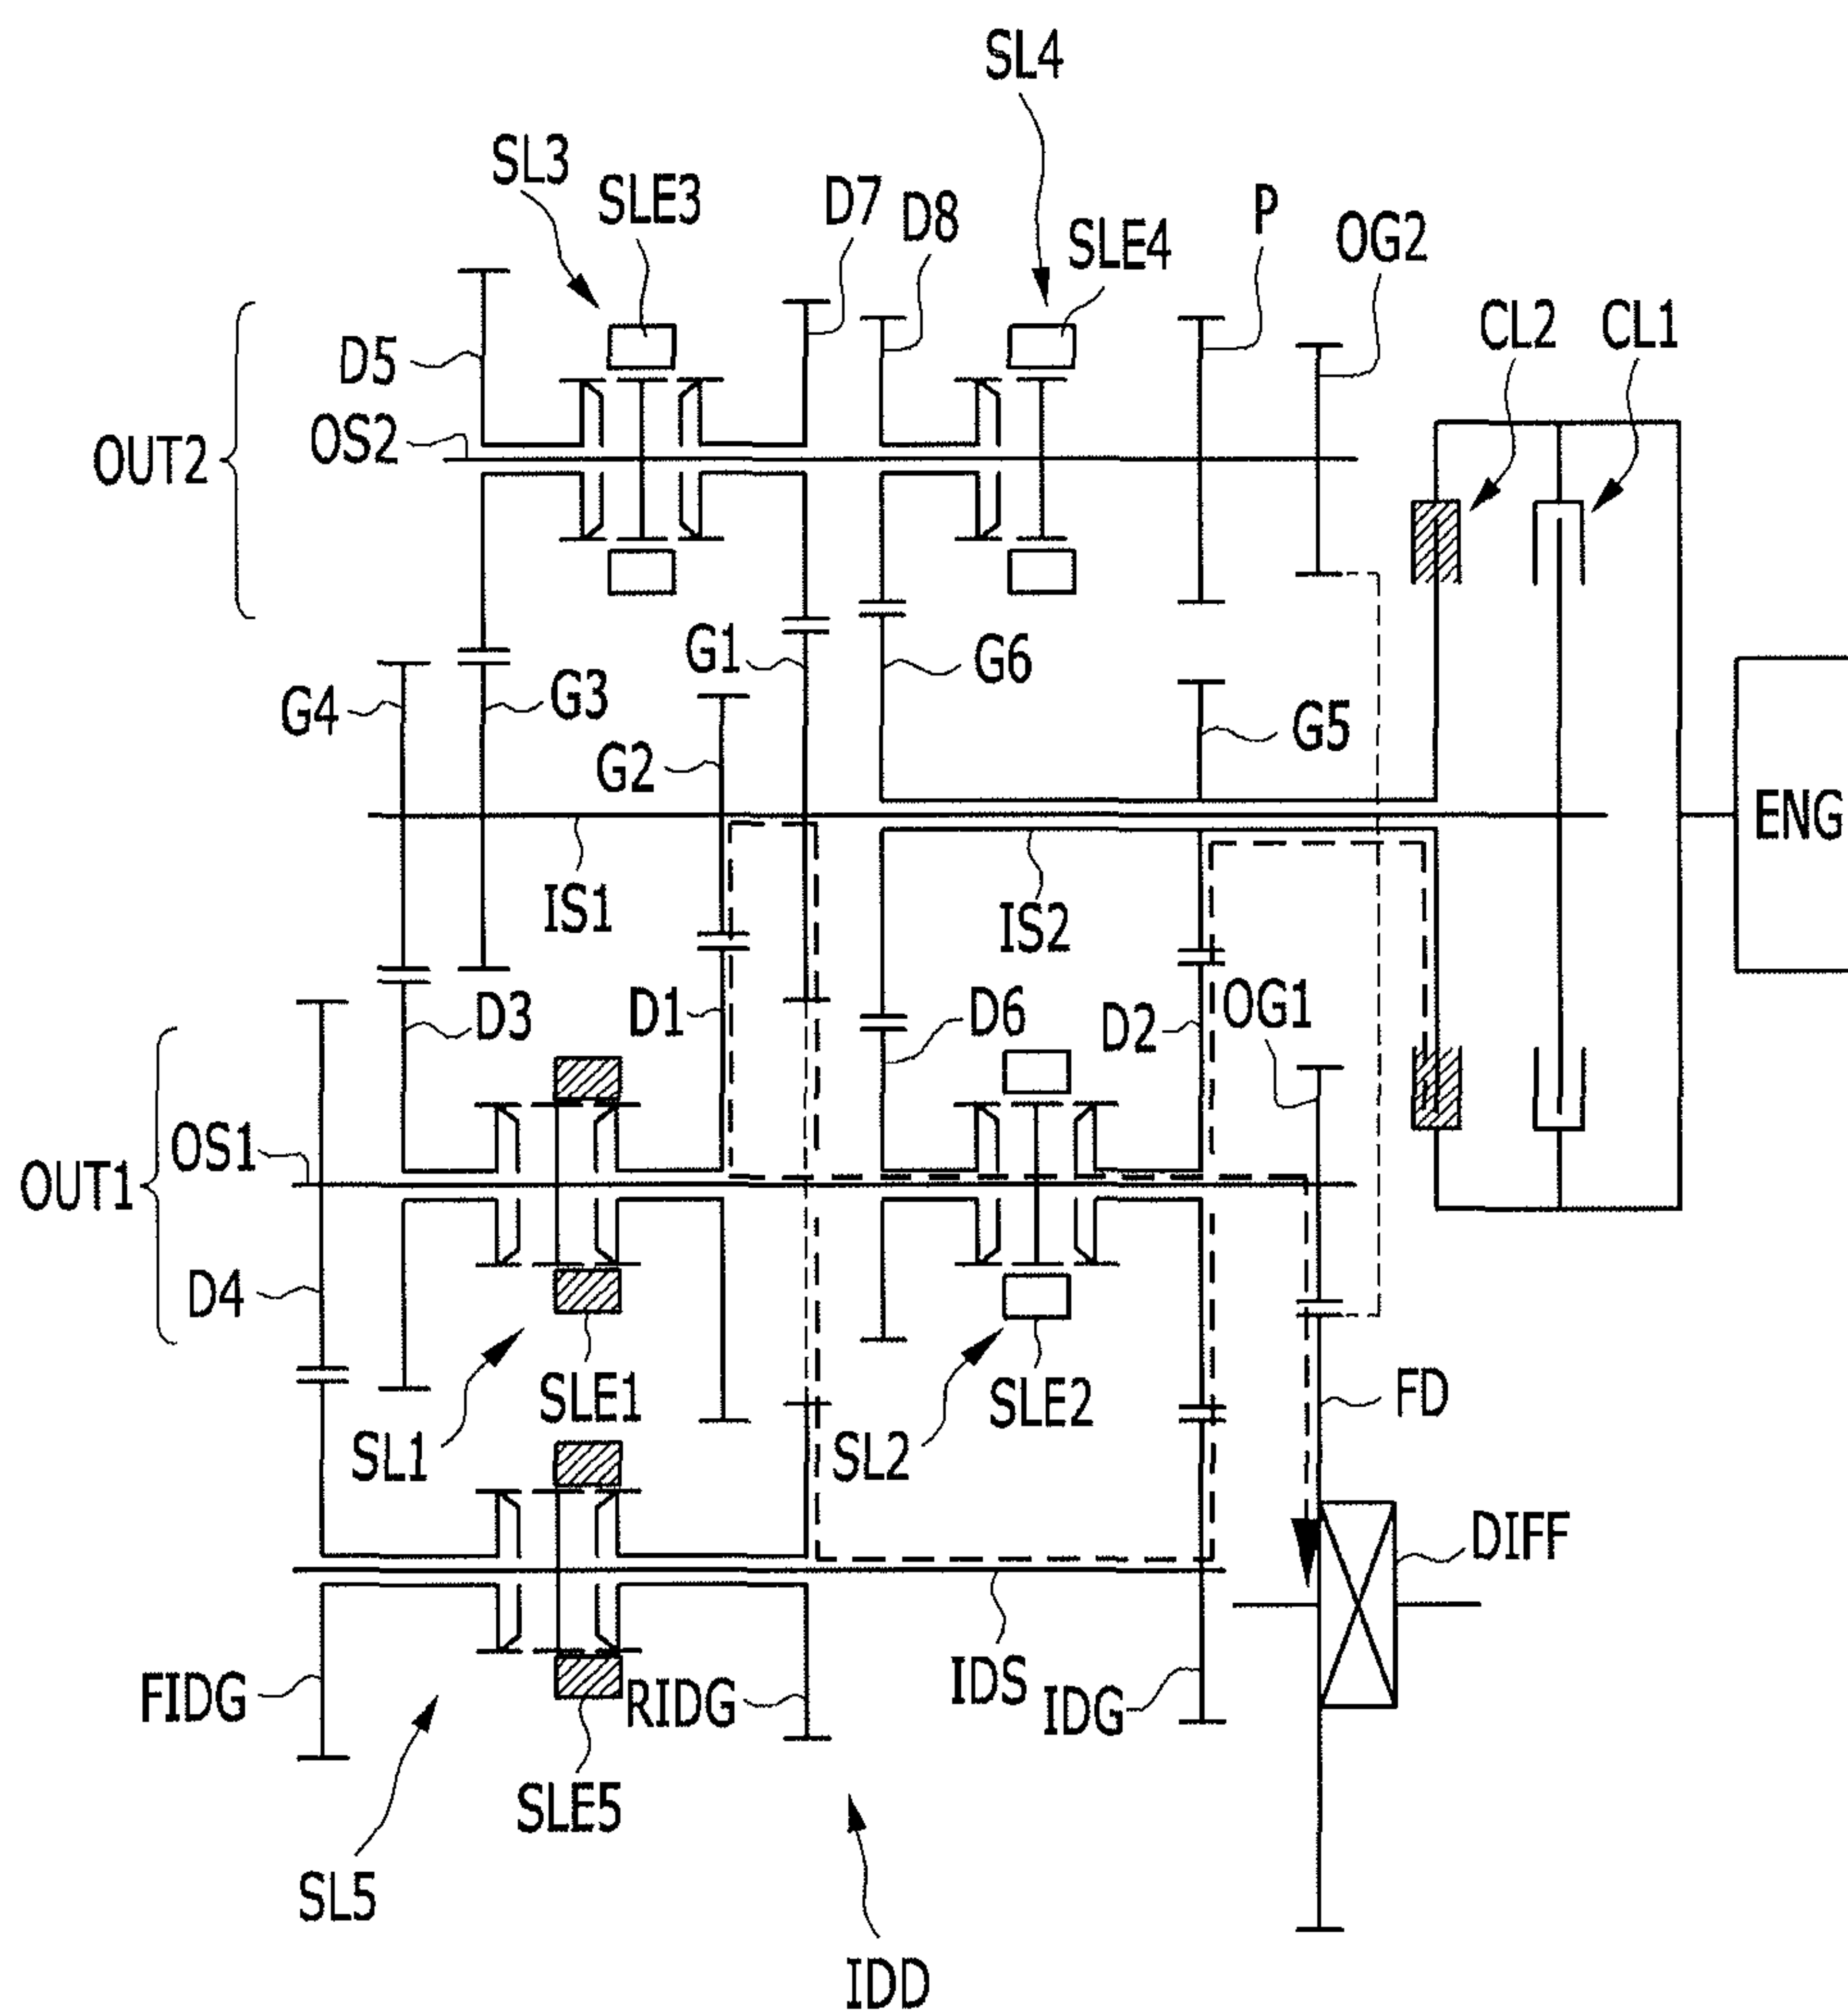 SL4
SL3
SLE3
D7
D8
P
SLE4
OG2
CL2
CL1
D5
OUT2
OS2
G1
G6
G4
G3
G5
G2
ENG
IS1
IS2
D3
D1
D6
D2
OG1
OS1
OUT1
D4
SLE1
SLE2
FD
SL1
SL2
DIFF
FIDG
RIDG
IDS
IDG
SLE5
SL5
IDD